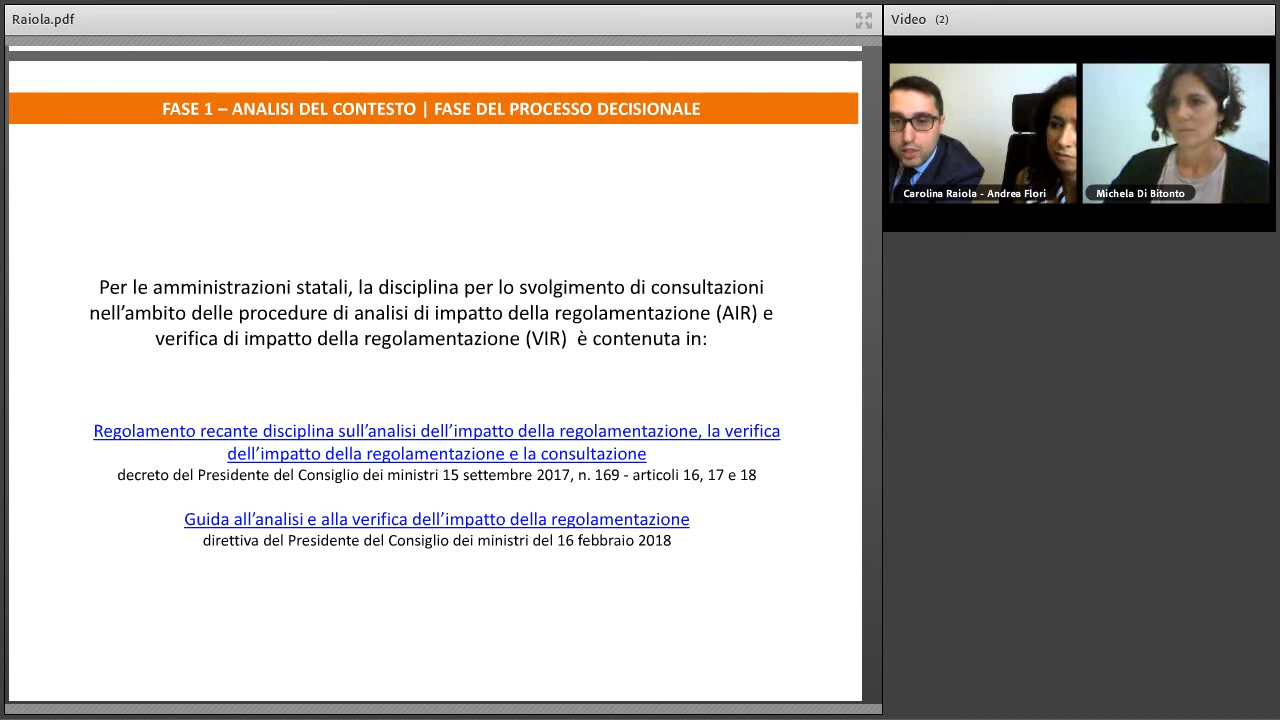 Raiola.pdf
Video (2)
FASE 1 – ANALISI DEL CONTESTO | FASE DEL PROCESSO DECISIONALE
Carolina Raiola - Andrea Flori
Michela Di Bitonto
Per le amministrazioni statali, la disciplina per lo svolgimento di consultazioni
nell’ambito delle procedure di analisi di impatto della regolamentazione (AIR) e
verifica di impatto della regolamentazione (VIR) è contenuta in:
Regolamento recante disciplina sull’analisi dell’impatto della regolamentazione, la verifica
dell’impatto della regolamentazione e la consultazione
decreto del Presidente del Consiglio dei ministri 15 settembre 2017, n. 169 - articoli 16, 17 e 18
Guida all’analisi e alla verifica dell’impatto della regolamentazione
direttiva del Presidente del Consiglio dei ministri del 16 febbraio 2018